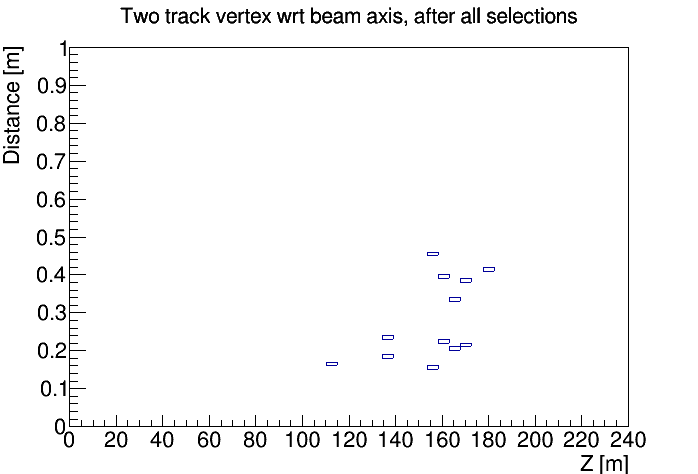 Two track vertex wrt beam axis, after all selections
Distance [m]
1
0.9
0.8
0.7
0.6
0.5
0.4
0.3
0.2
0.1
0
0 20 40 60 80 100 120 140 160 180 200 220 240
Z [m]